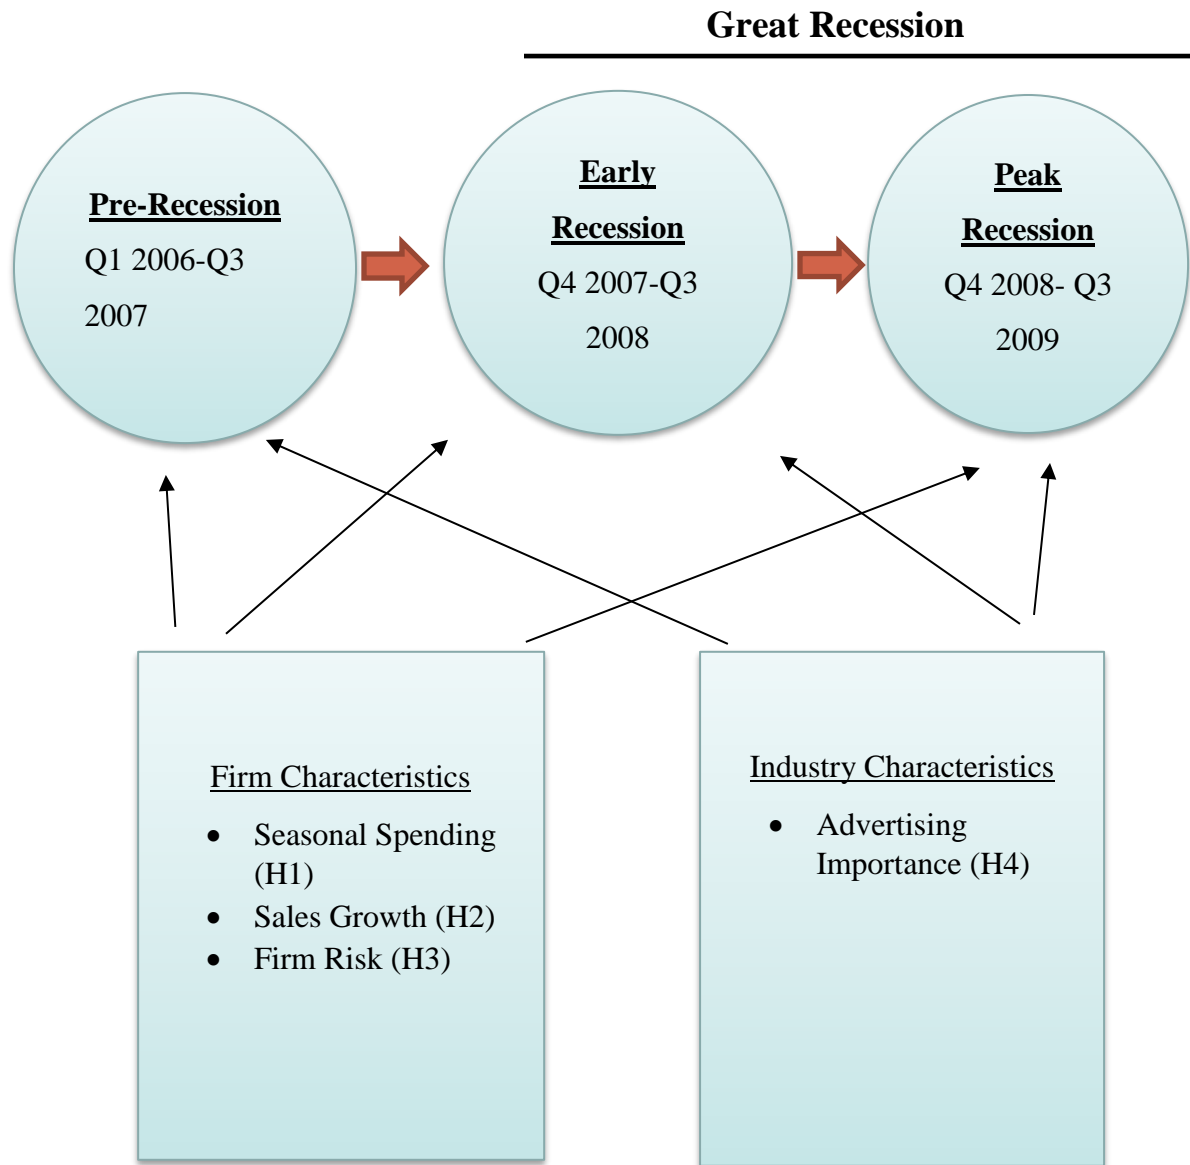 Great Recession
Pre-Recession
Q1 2006-Q3
2007
Early
Recession
Q4 2007-Q3
2008
Peak
Recession
Q4 2008- Q3
2009
Firm Characteristics
• Seasonal Spending
(H1)
• Sales Growth (H2)
• Firm Risk (H3)
Industry Characteristics
• Advertising
Importance (H4)